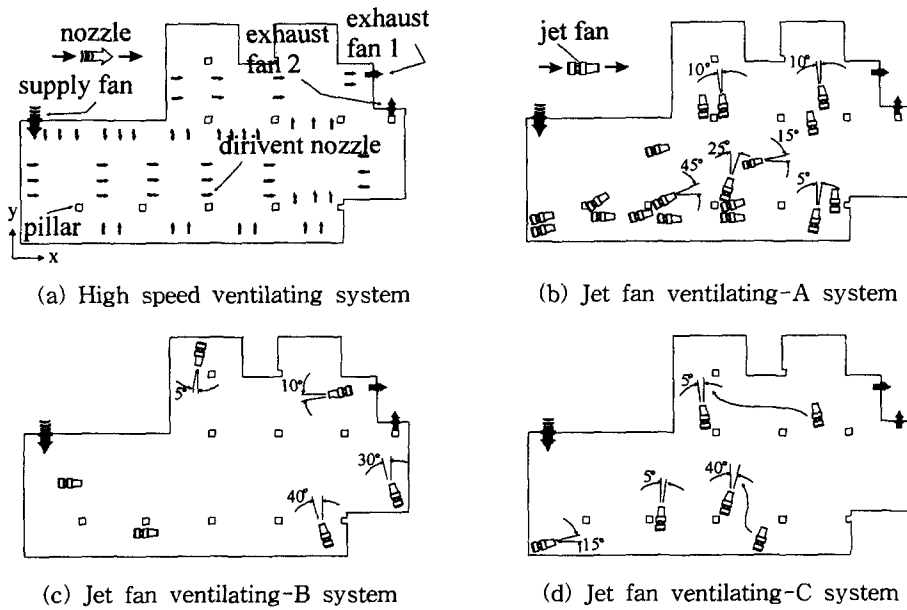 nozzle
exhaust
fan 1
exhaust
fan 2
supply fan
dirivent nozzle
pillar
y
x
(a) High speed ventilating system
jet fan
10°
10°
15°
25°
45°
5°
(b) Jet fan ventilating-A system
5°
10°
30°
40°
(c) Jet fan ventilating-B system
5°
5°
40°
15°
(d) Jet fan ventilating-C system